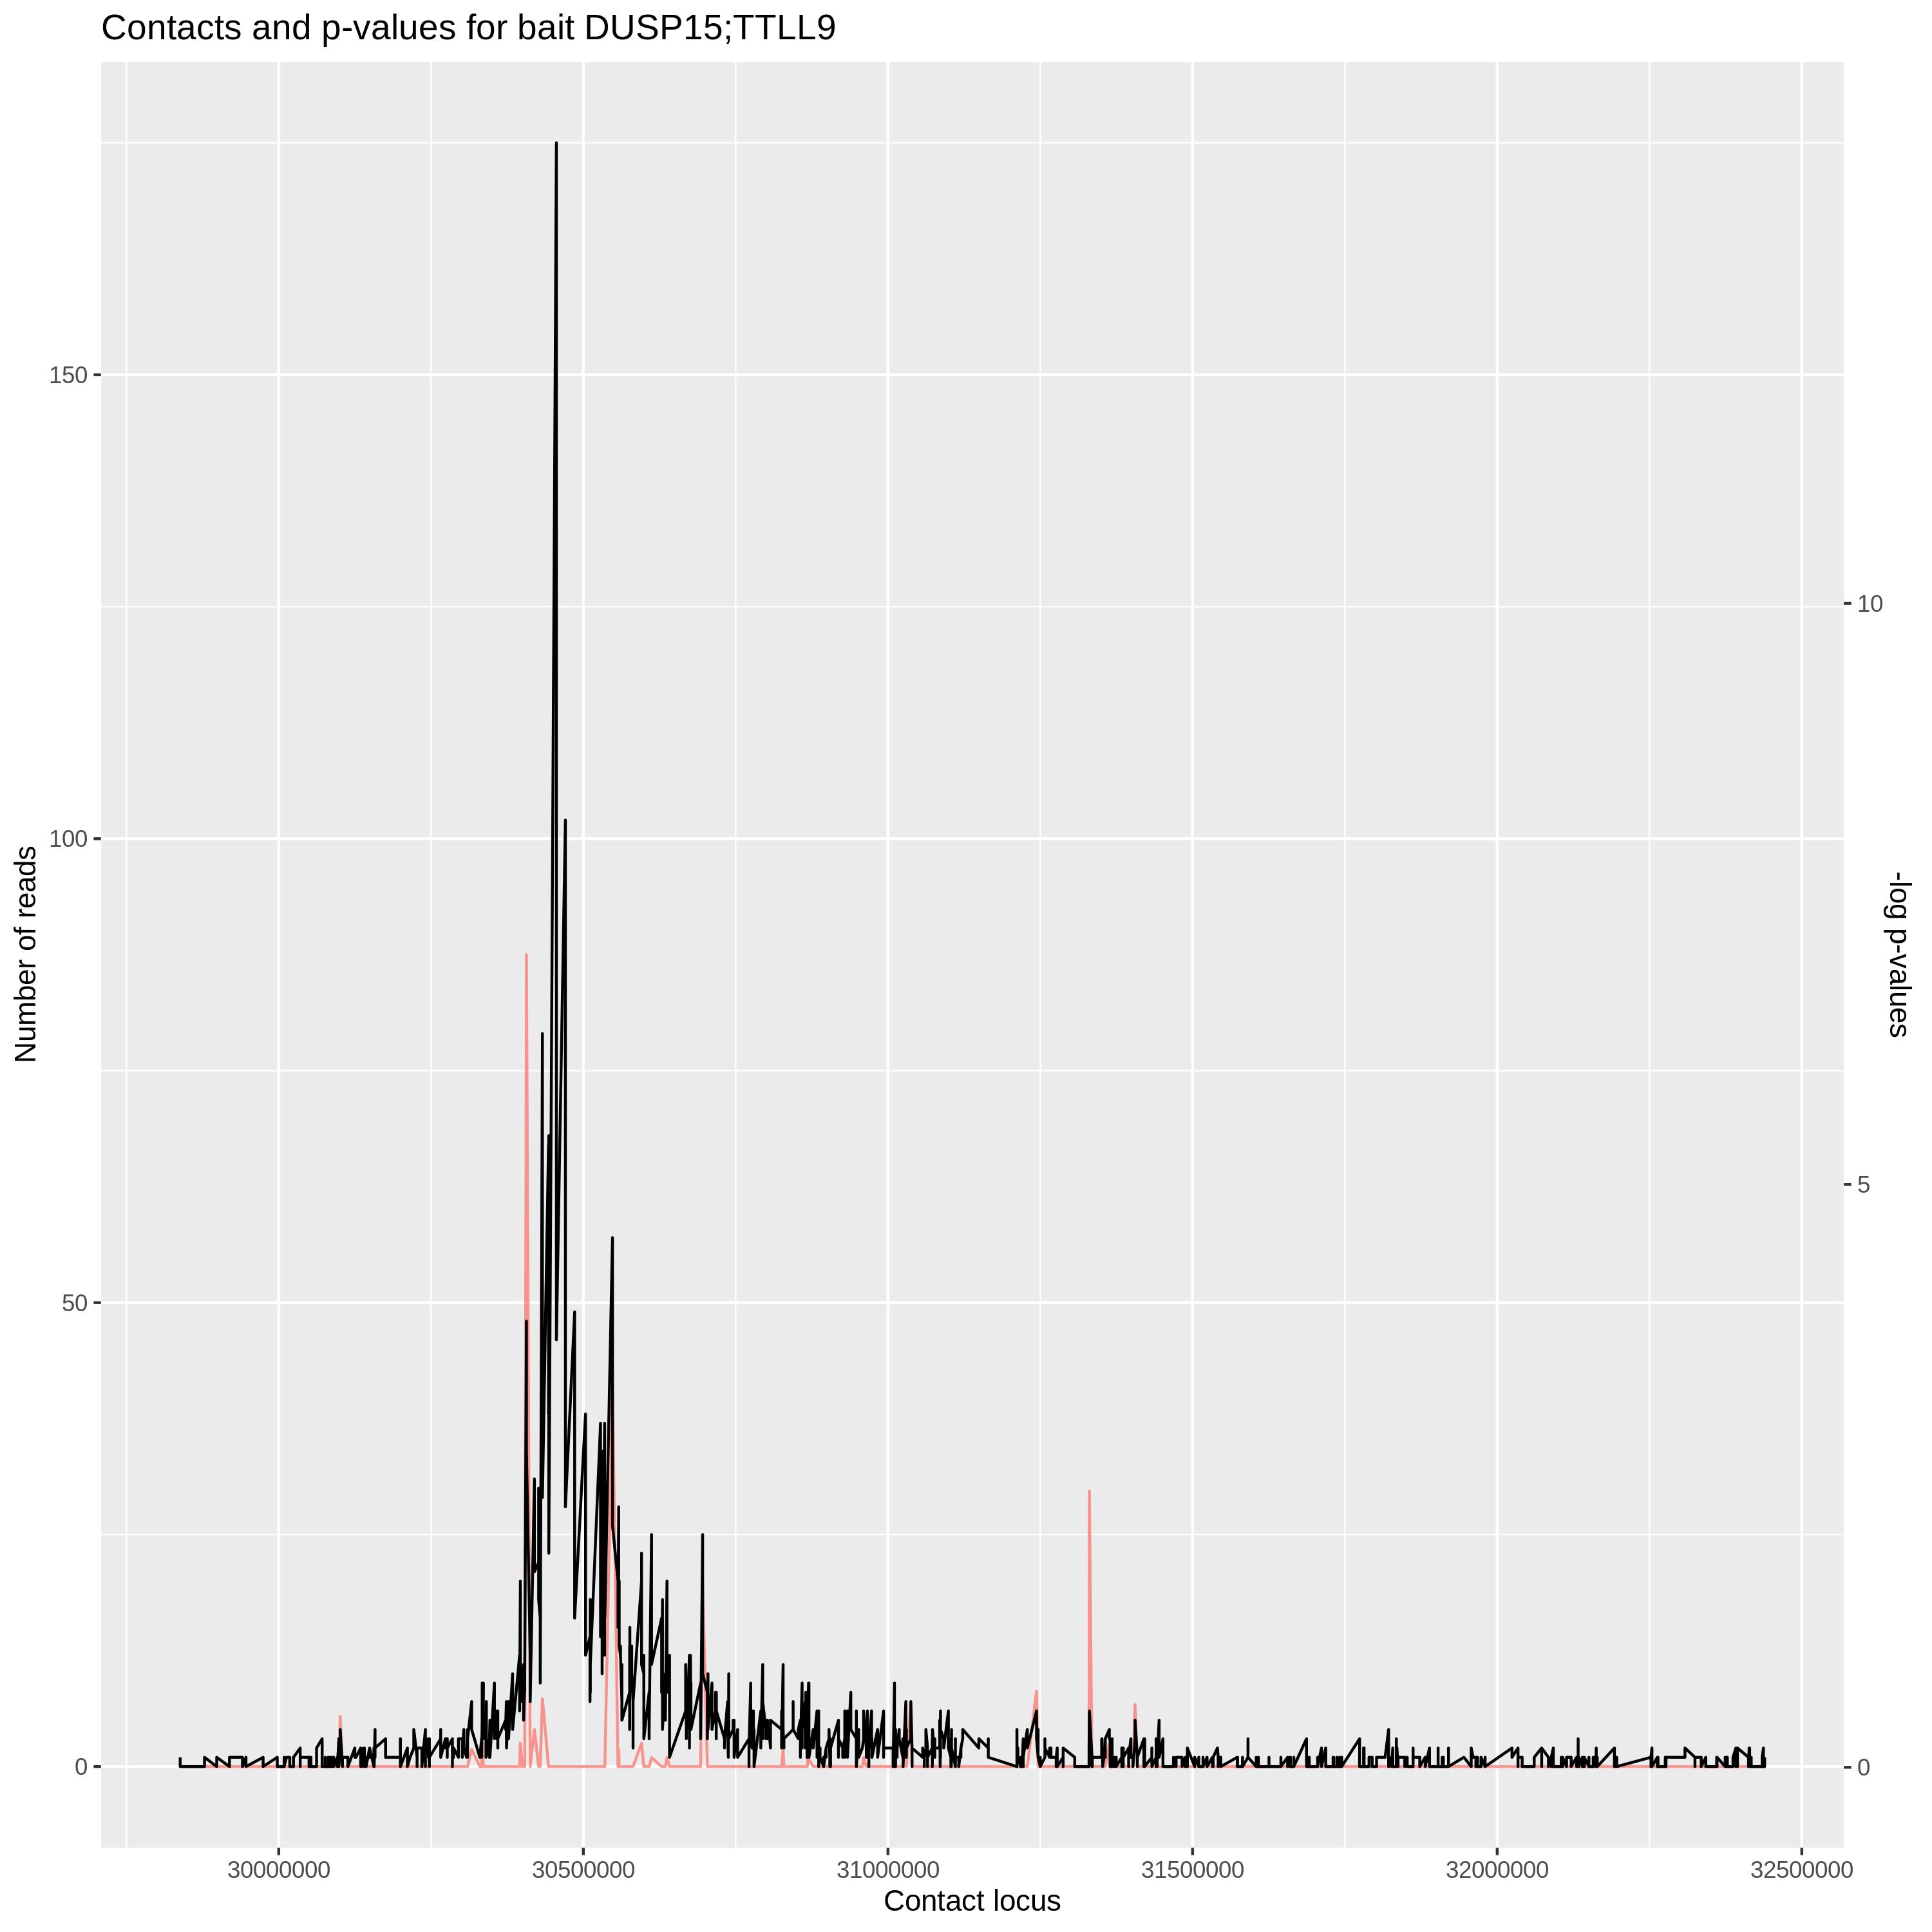 Contacts and p-values for bait DUSP15;TTLL9
150
100
50
0
Number of reads
10
5
0
-log p-values
30000000 30500000 31000000 31500000 32000000 32500000
Contact locus